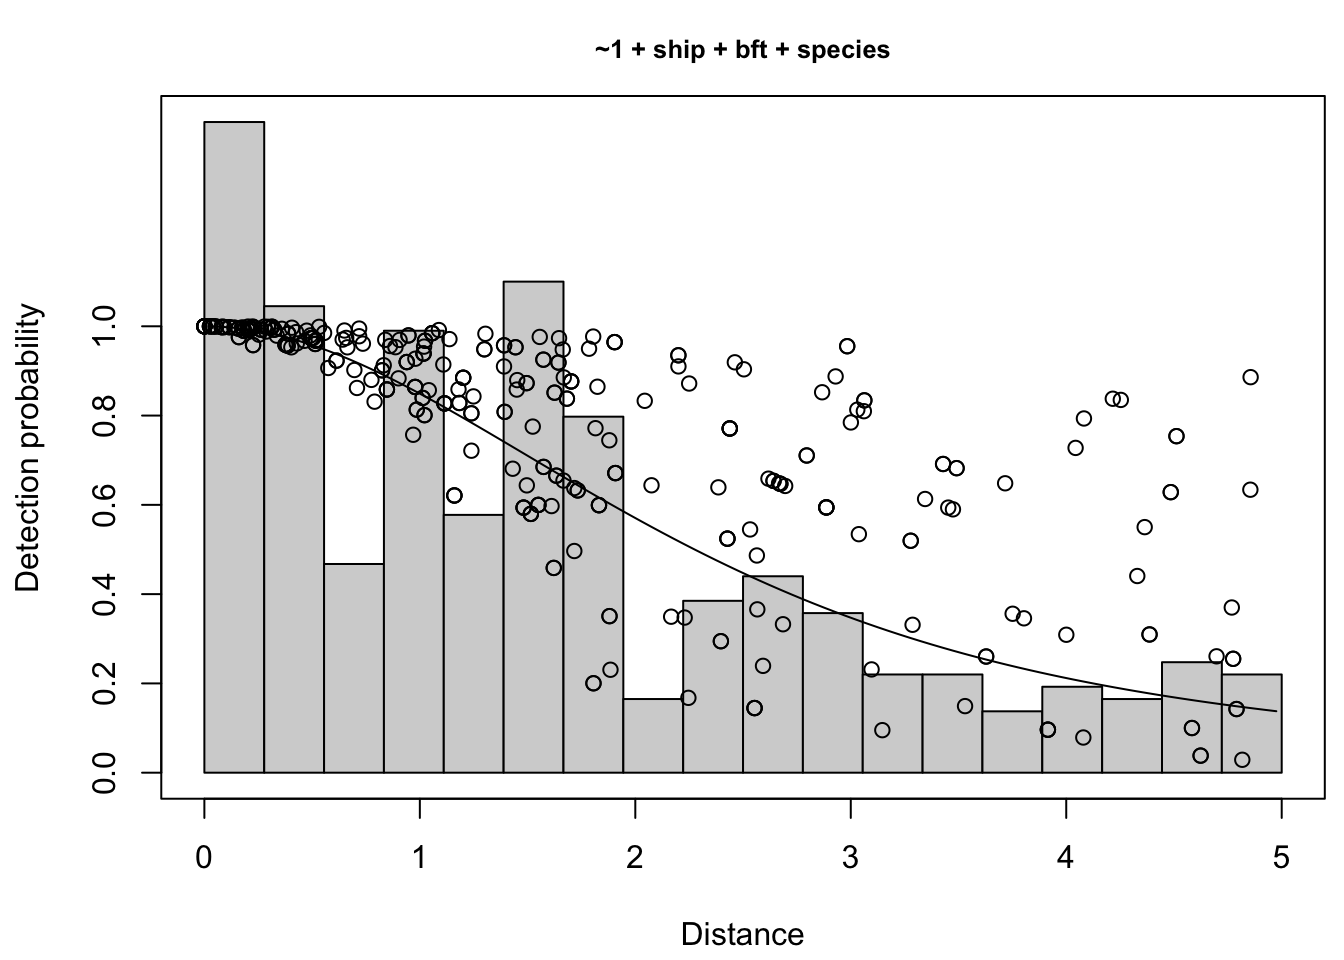 ~1 + ship + bft + species
Detection probability
1.0
0.8
0.6
0.4
0.2
0.0
0 1 2 3 4 5
Distance